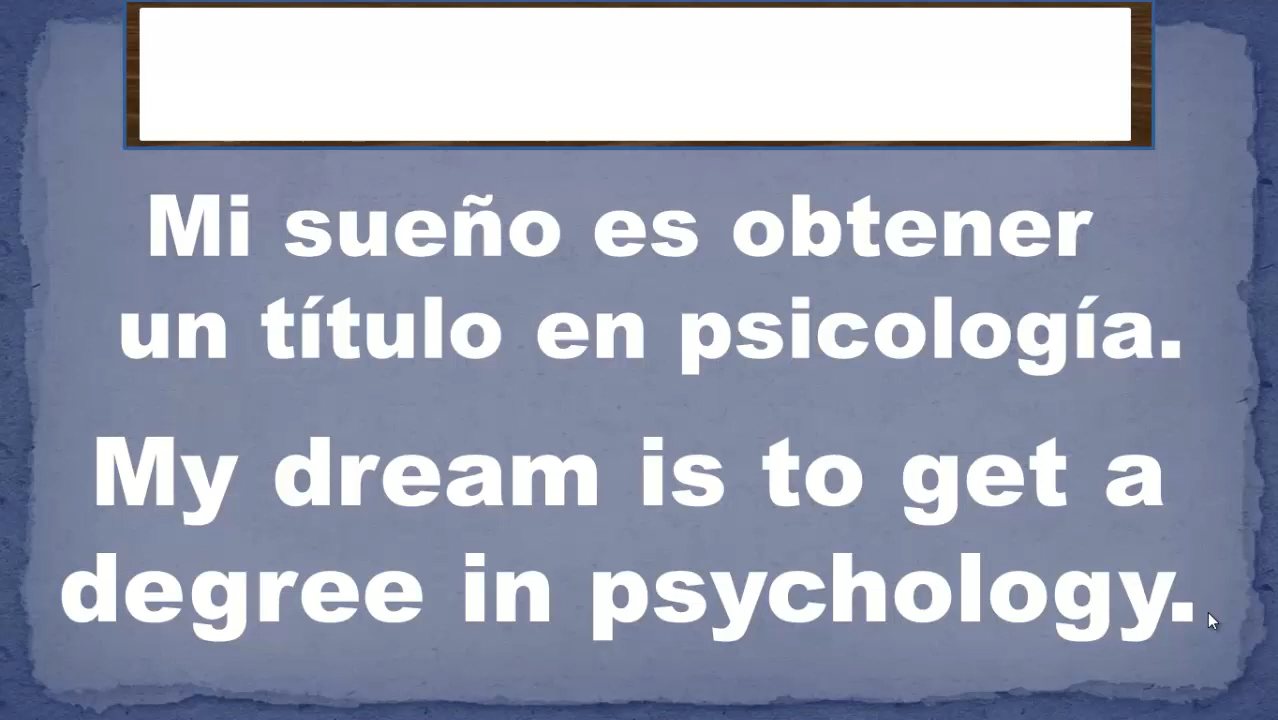 Mi sueño es obtener
un título en psicología.
My dream is to get a
degree in psychology.